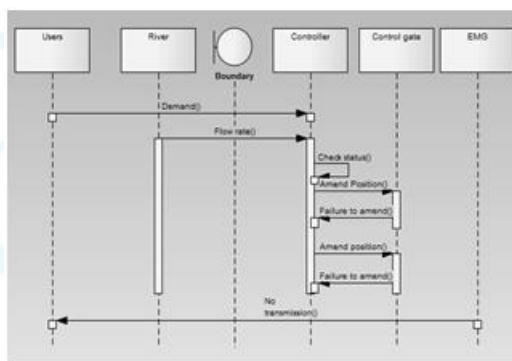 Users
River
Boundary
Controller
Control gate
EMG
Demand()
Flow rate()
Check status()
Amend Position()
Failure to amend()
Amend position()
Failure to amend()
No
transmission()